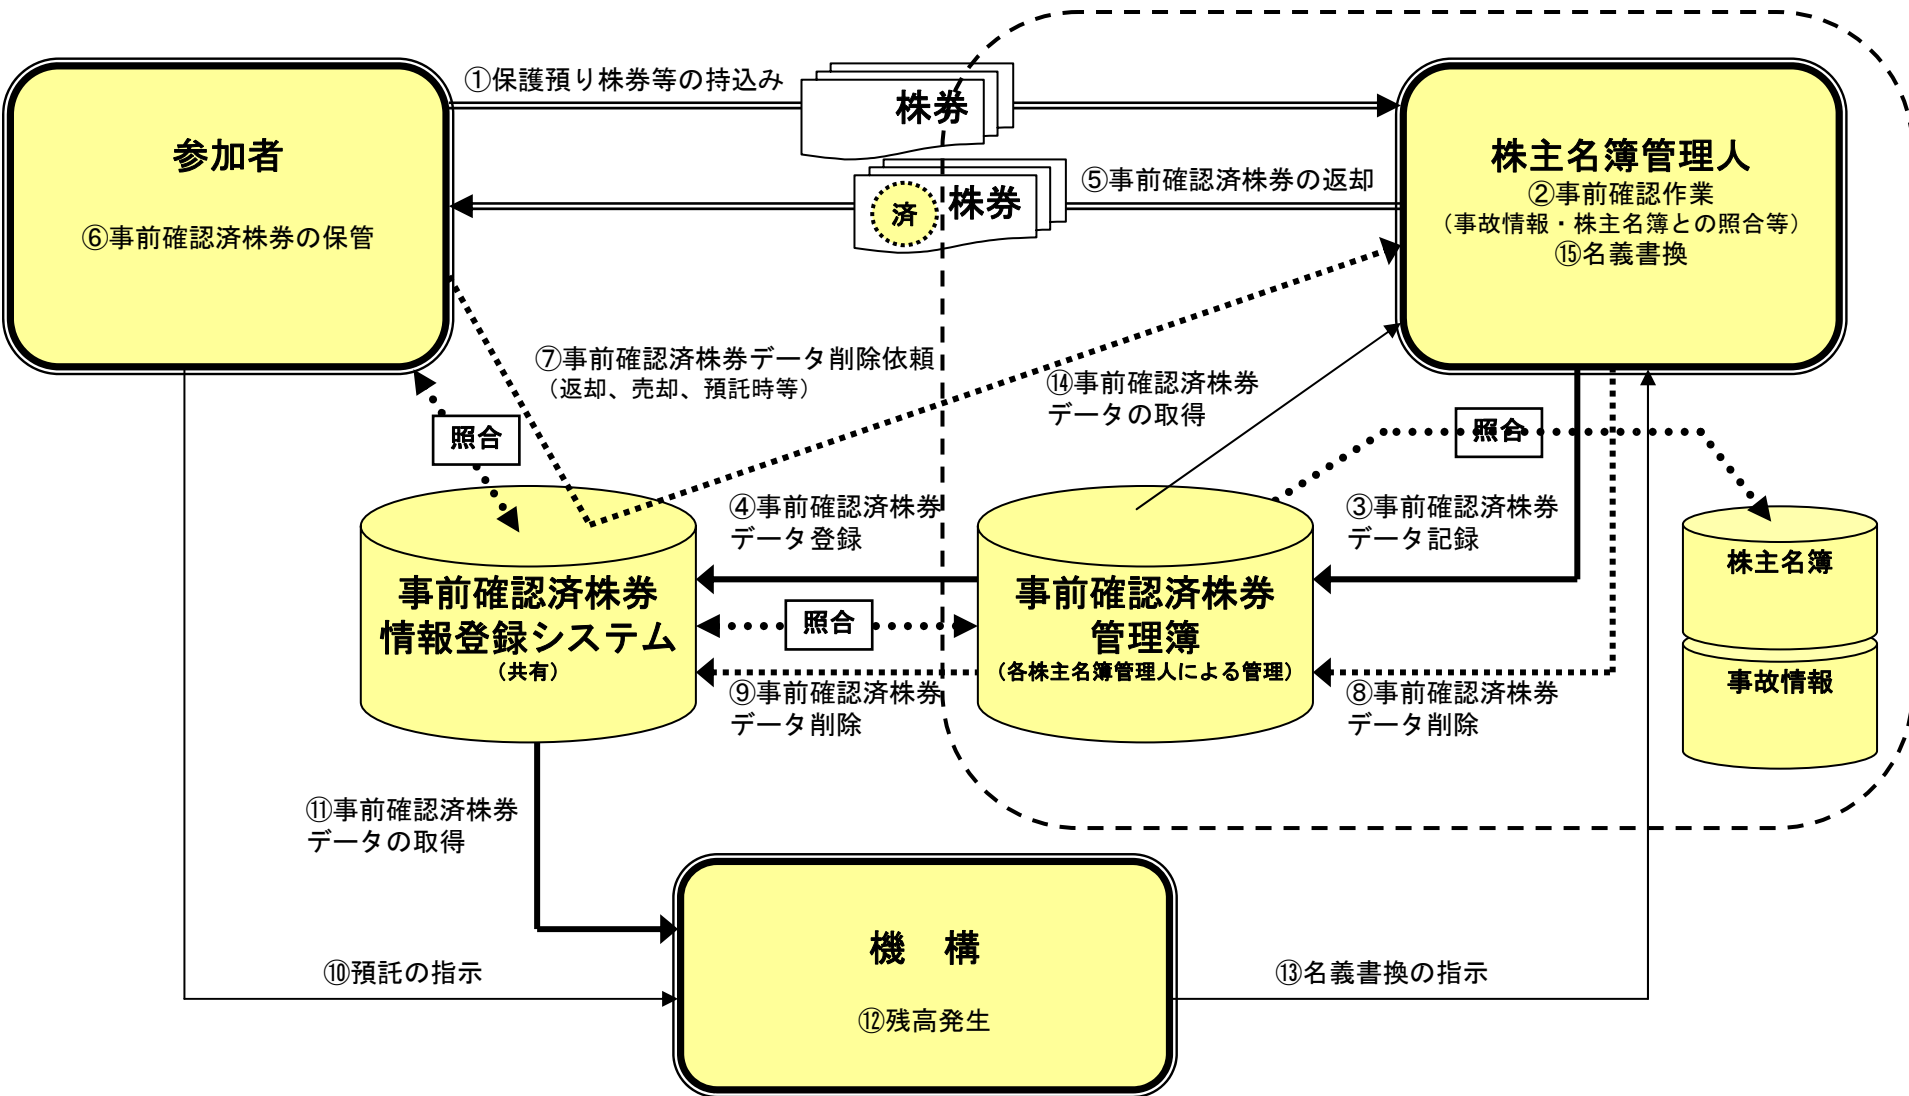 ①保護預り株券等の持込み
株券
参加者
⑥事前確認済株券の保管
株主名簿管理人
②事前確認作業
（事故情報・株主名簿との照合等）
⑮名義書換
⑤事前確認済株券の返却
済
株券
⑦事前確認済株券データ削除依頼
（返却、売却、預託時等）
⑭事前確認済株券
データの取得
照合
照合
④事前確認済株券
データ登録
③事前確認済株券
データ記録
事前確認済株券
情報登録システム
（共有）
照合
事前確認済株券
管理簿
（各株主名簿管理人による管理）
株主名簿
事故情報
⑨事前確認済株券
データ削除
⑧事前確認済株券
データ削除
⑪事前確認済株券
データの取得
機　構
⑫残高発生
⑩預託の指示
⑬名義書換の指示